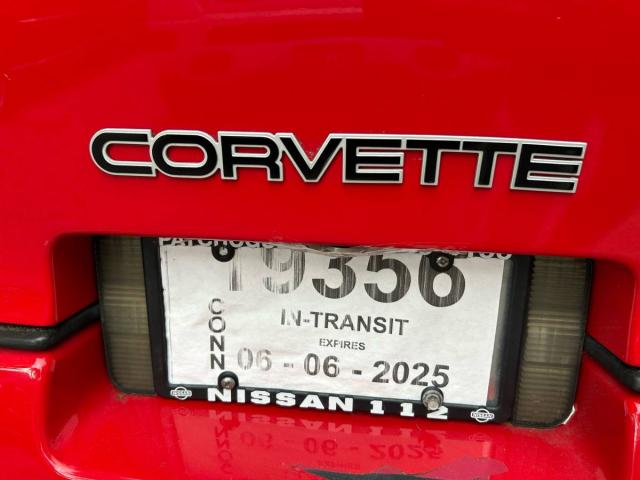 CORVETTE
19356
CONN
IN-TRANSIT
EXPIRES
06 - 06 - 2025
NISSAN 112